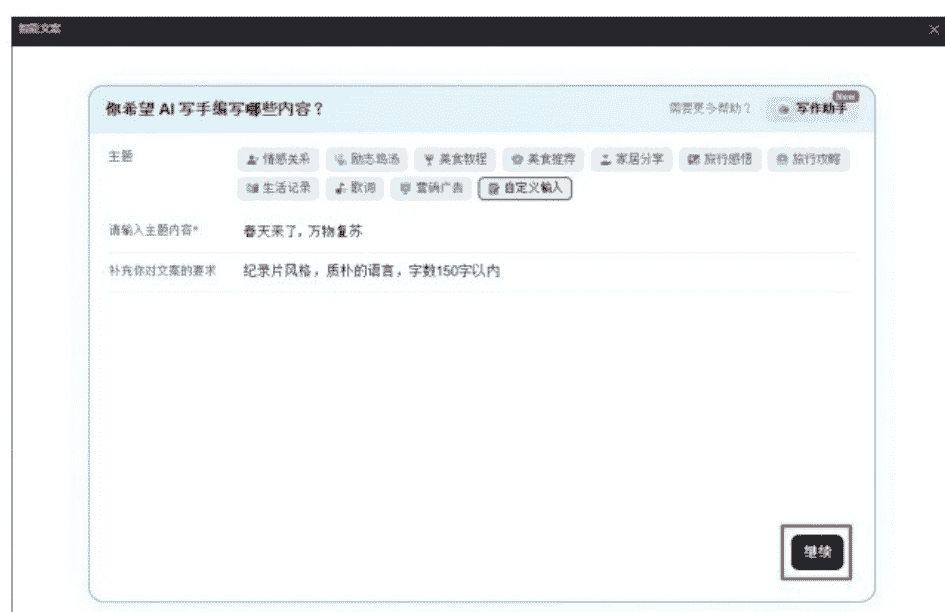 智能文案
你希望 AI 写手编写哪些内容？
需要更多帮助？
New
写作助手
主题
情感关系 励志鸡汤 美食教程 美食推荐 家居分享 旅行感悟 旅行攻略
生活记录 歌词 营销广告 自定义输入
请输入主题内容* 春天来了, 万物复苏
补充你对文案的要求 纪录片风格，质朴的语言，字数150字以内
继续